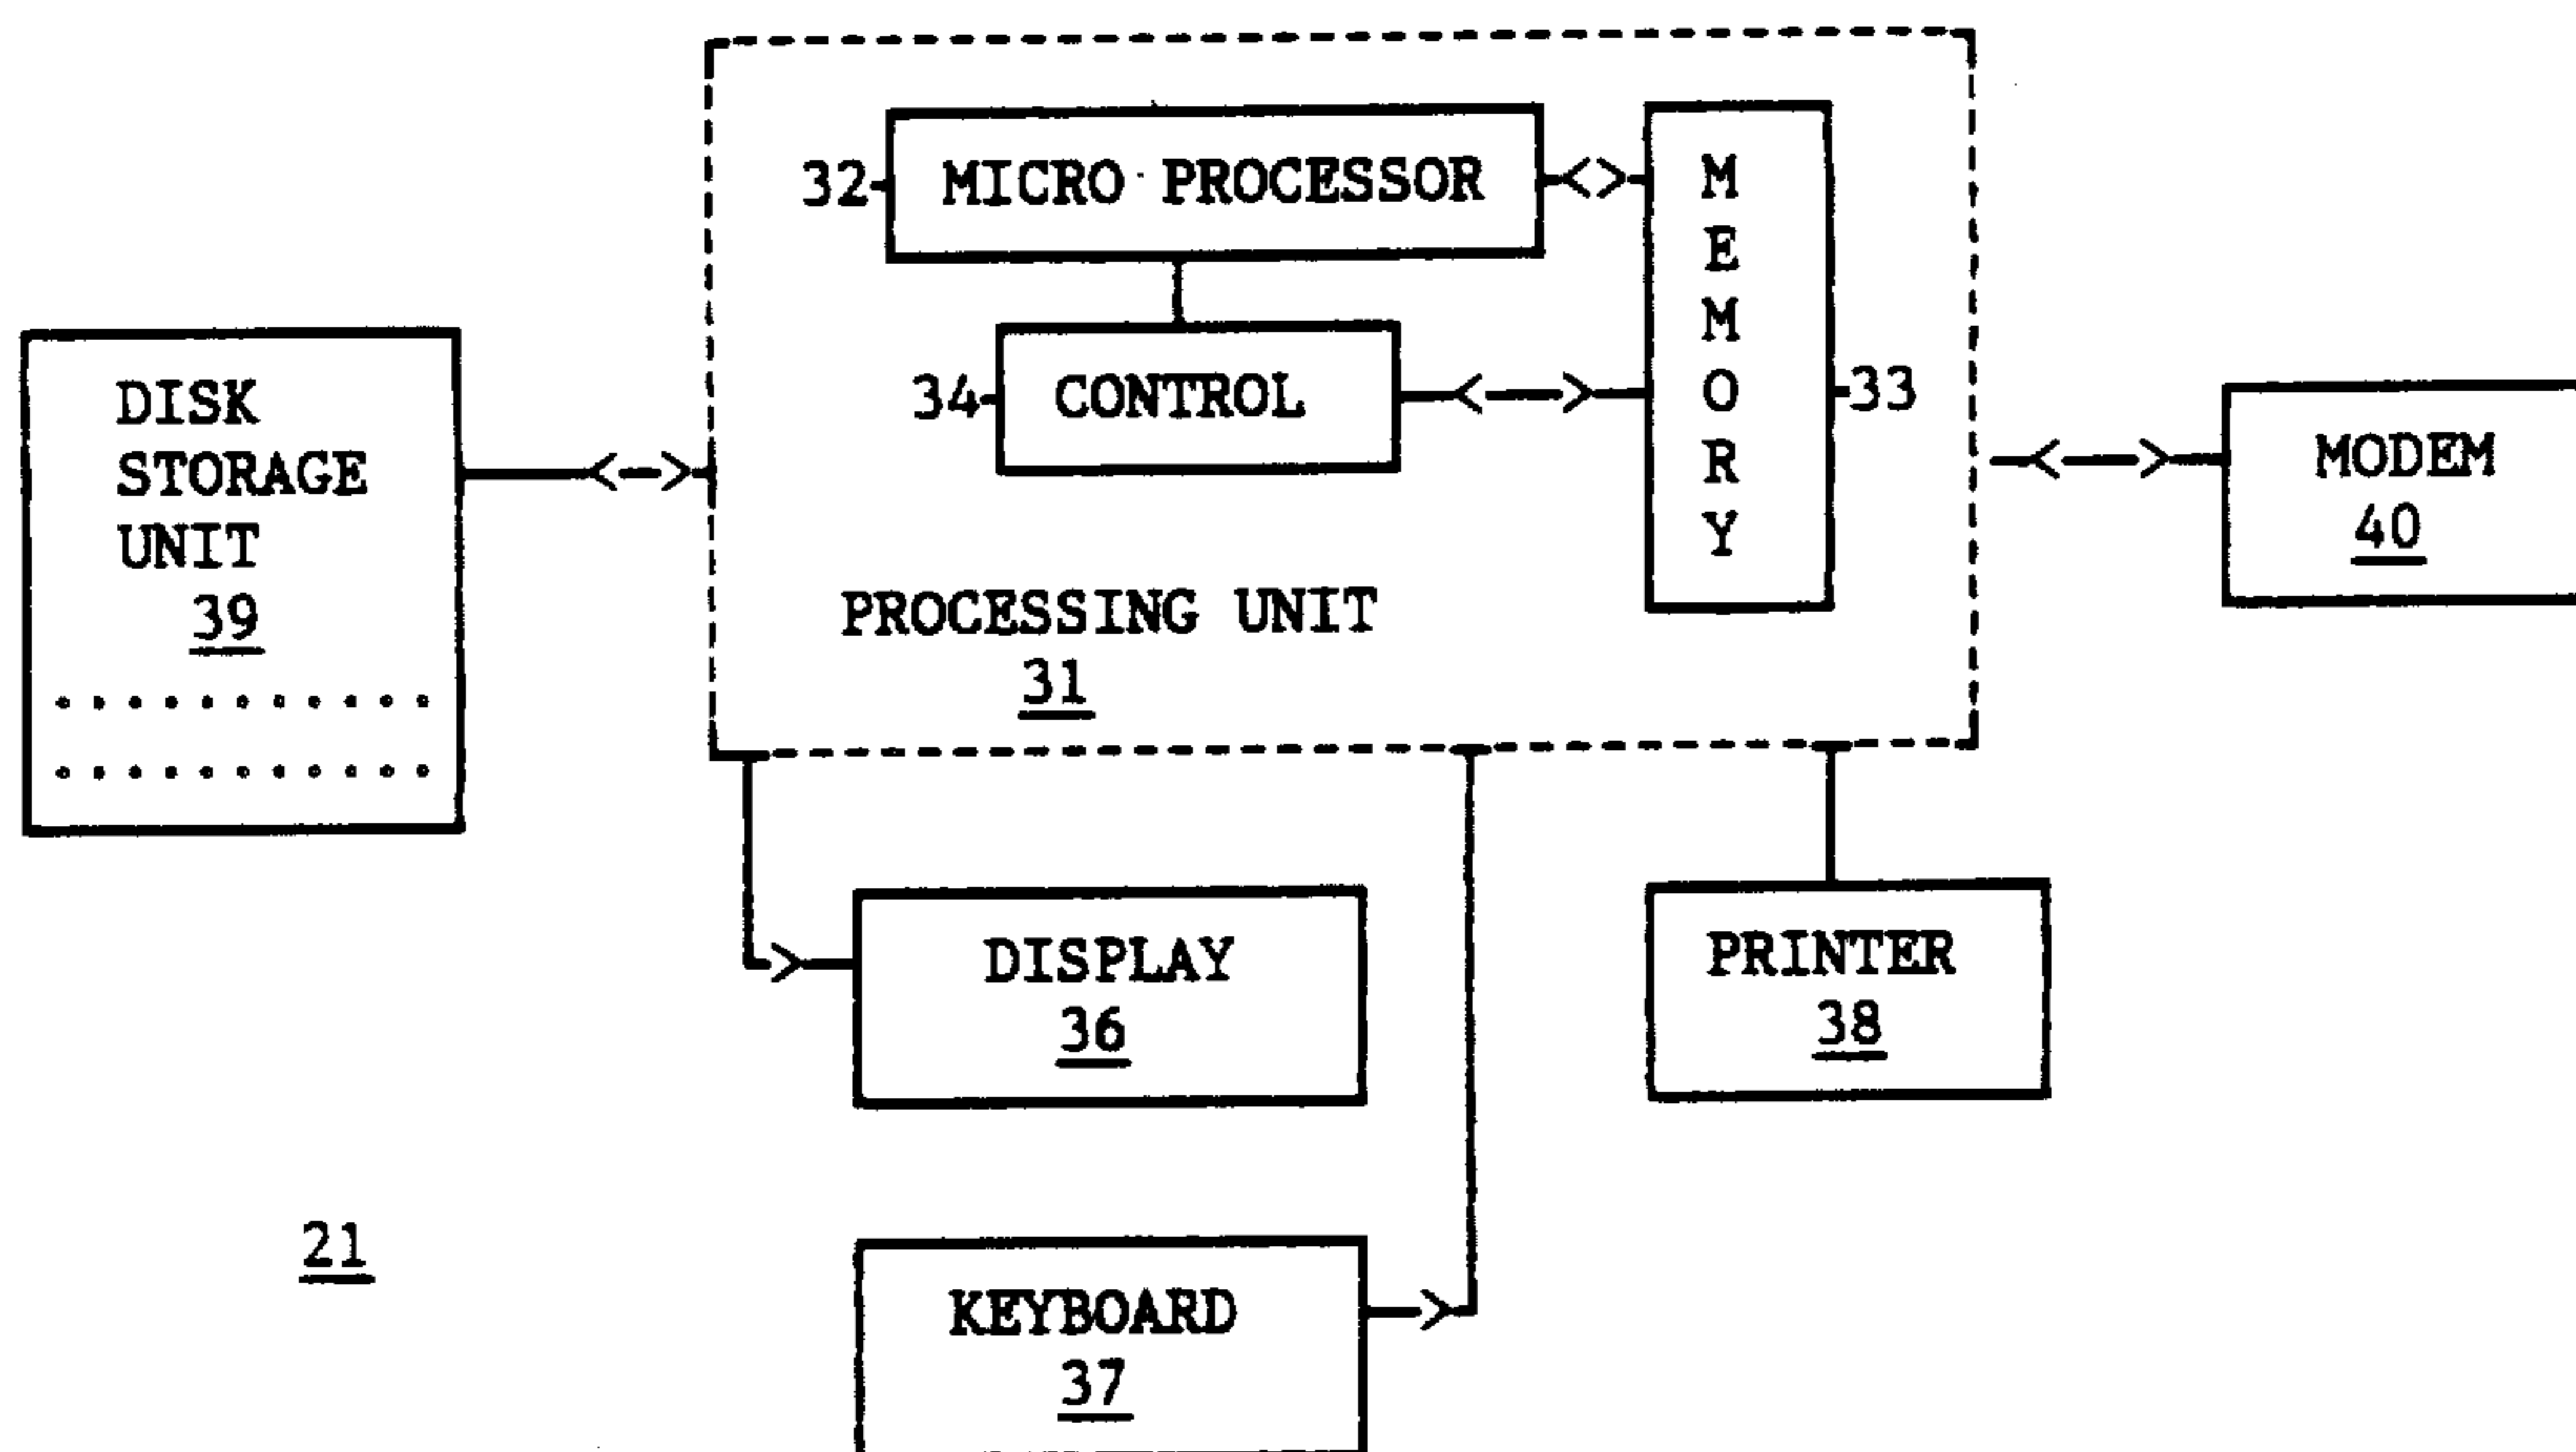 32
MICRO PROCESSOR
M
E
M
O
R
Y
33
34
CONTROL
PROCESSING UNIT
31
DISK
STORAGE
UNIT
39
MODEM
40
DISPLAY
36
PRINTER
38
KEYBOARD
37
21